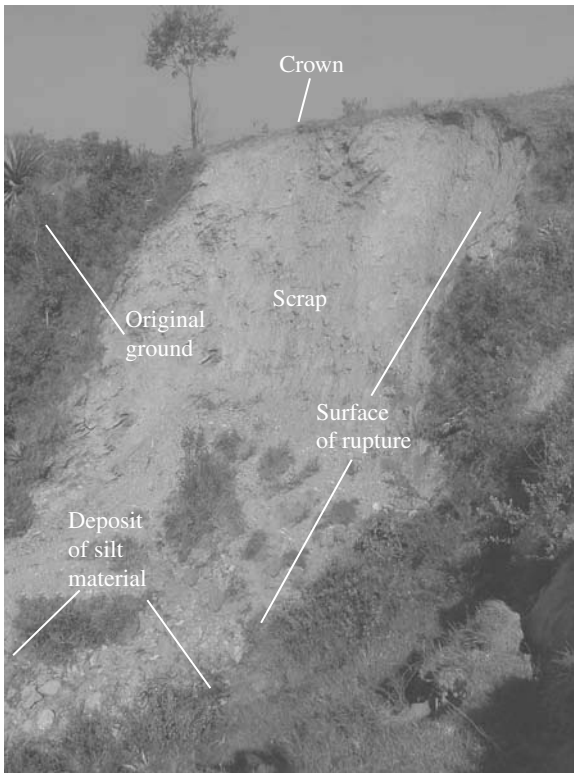 Crown
Scrap
Original
ground
Surface
of rupture
Deposit
of silt
material